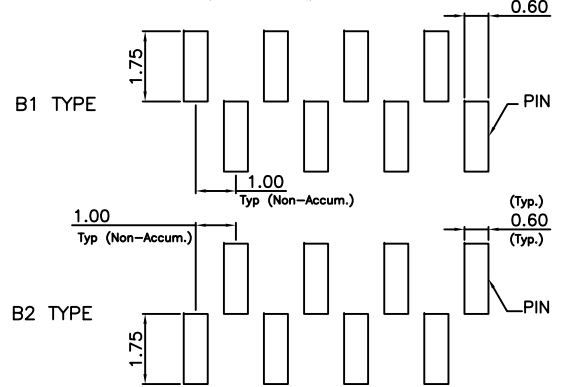 0.60
1.75
B1 TYPE
PIN
1.00
Typ (Non-Accum.)
(Typ.)
1.00
0.60
Typ (Non-Accum.)
(Typ.)
B2 TYPE
PIN
1.75